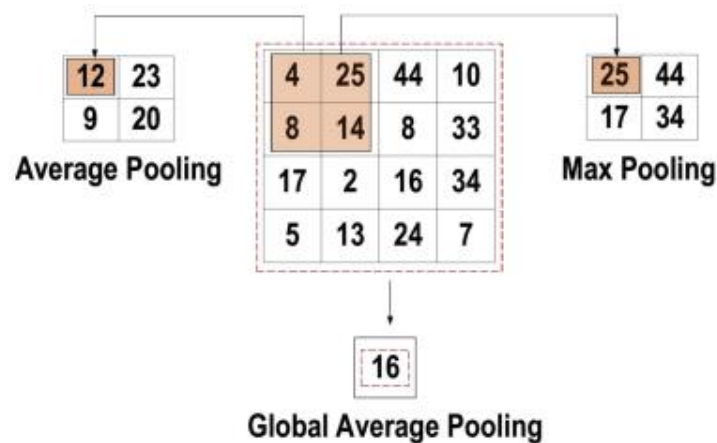 12 23
9 20
Average Pooling
4 25 44 10
8 14 8 33
17 2 16 34
5 13 24 7
25 44
17 34
Max Pooling
16
Global Average Pooling